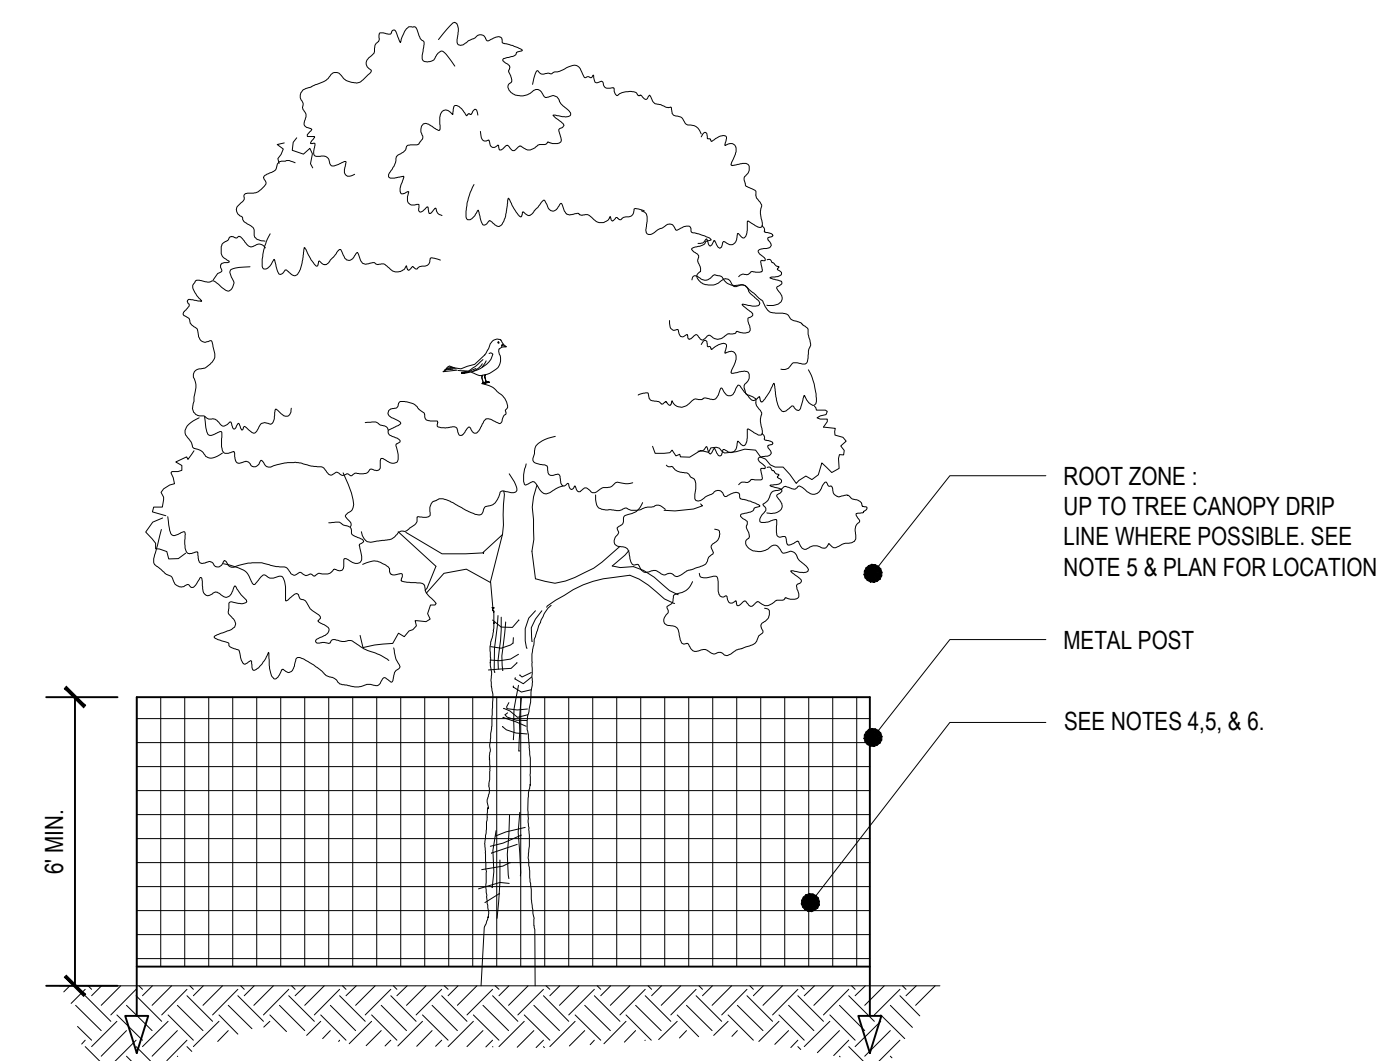 ROOT ZONE :
UP TO TREE CANOPY DRIP
LINE WHERE POSSIBLE. SEE
NOTE 5 & PLAN FOR LOCATION
METAL POST
SEE NOTES 4,5, & 6.
6' MIN.